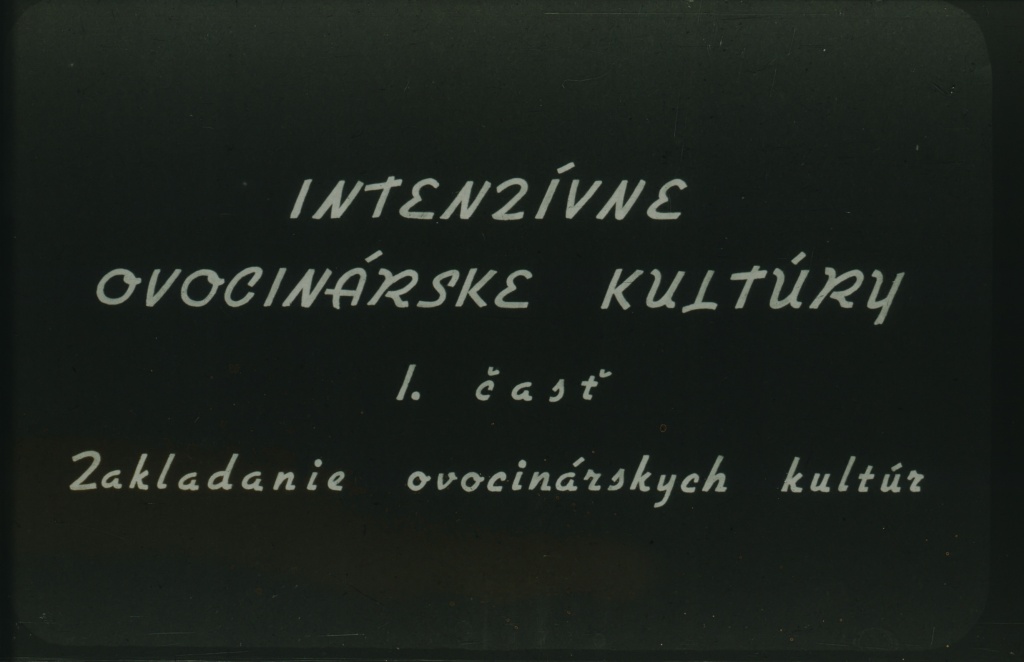 INTENZÍVNE
OVOCINÁRSKE KULTÚRY
I. časť
Zakladanie ovocinárskych kultúr